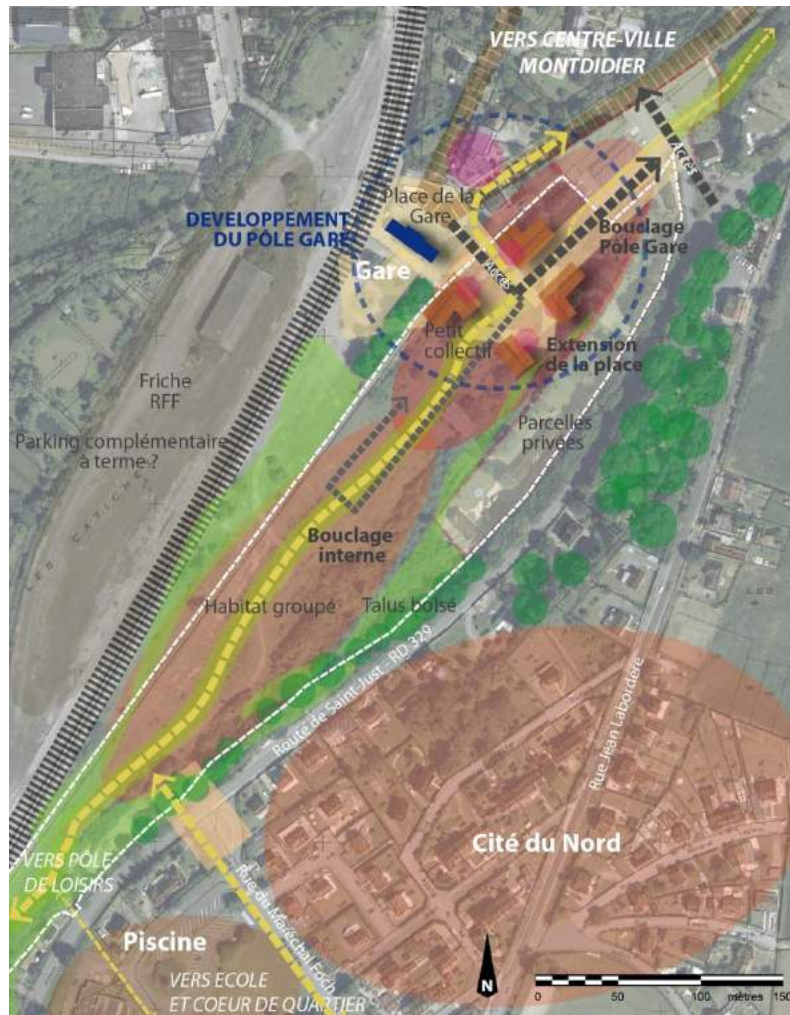 VERS CENTRE-VILLE
MONTDIDIER
Accès
Place de la
Gare
DEVELOPPEMENT
DU PÔLE GARE
Bouclage
Pôle Gare
Gare
Accès
Petit
collectif
Extension
de la place
Friche
RFF
Parcelles
privées
Parking complémentaire
à terme ?
Bouclage
interne
Habitat groupé
Talus boisé
Route de Saint-Just - RD 329
Rue Jean Labordère
Cité du Nord
VERS PÔLE
DE LOISIRS
Rue du Maréchal Foch
Piscine
VERS ECOLE
ET COEUR DE QUARTIER
N
0 50 100 mètres 150